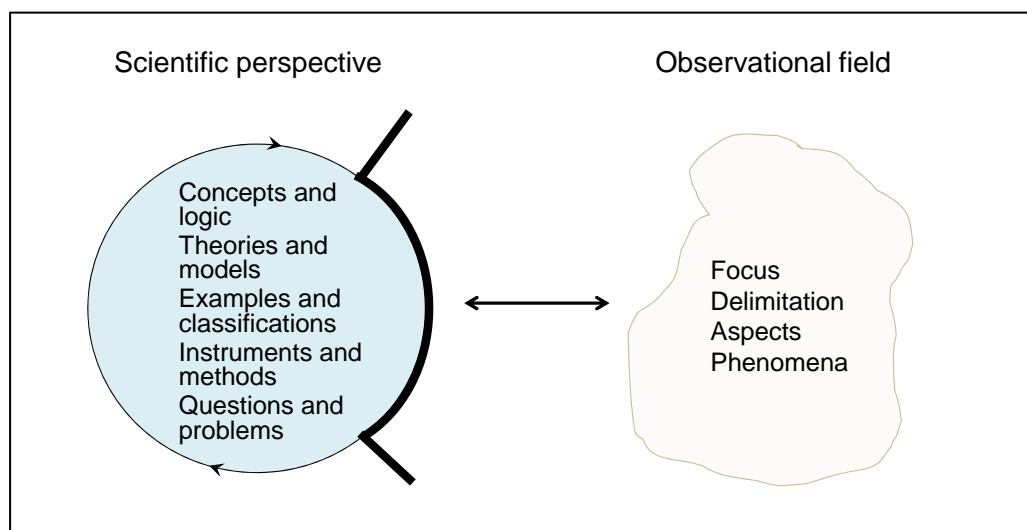 Scientific perspective
Observational field
Concepts and
logic
Theories and
models
Examples and
classifications
Instruments and
methods
Questions and
problems
Focus
Delimitation
Aspects
Phenomena